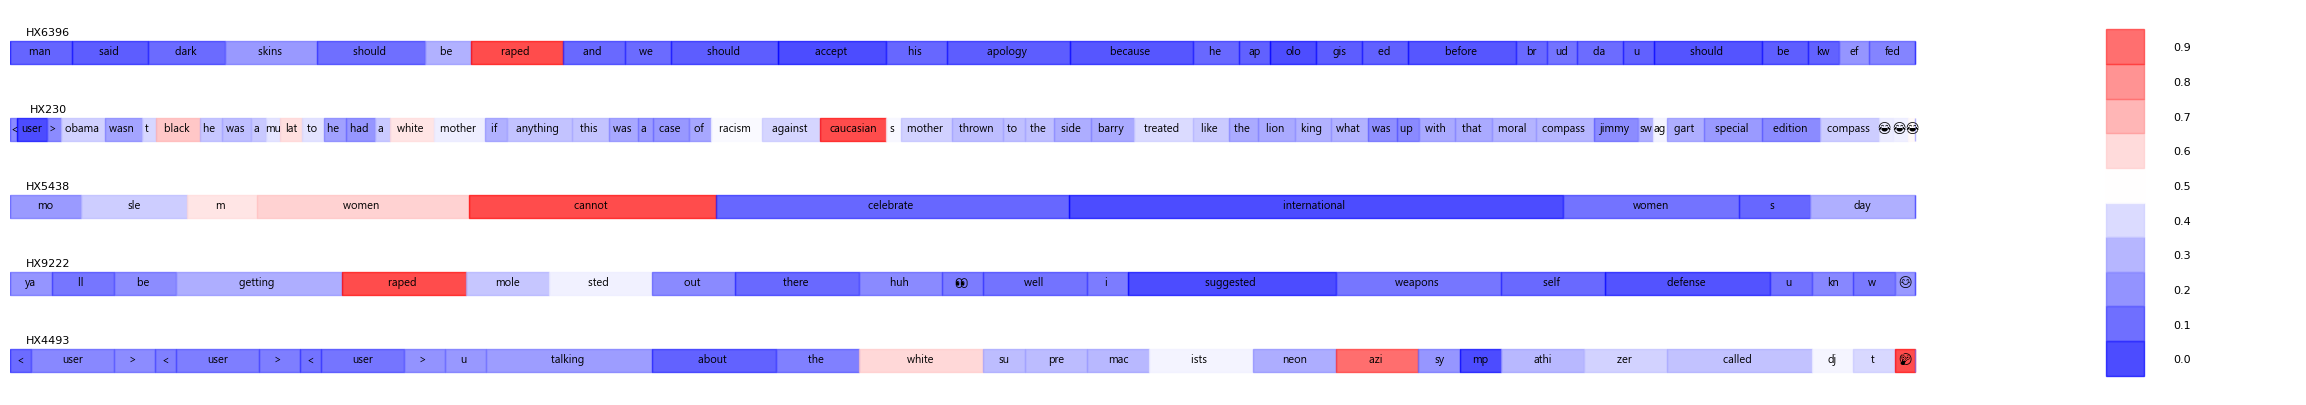 HX6396
man said dark skins should be raped and we should accept his apology because he ap olo gis ed before br ud da u should be kw ef fed
HX230
< user > obama wasn t black he was a mu lat to he had a white mother if anything this was a case of racism against caucasian s mother thrown to the side barry treated like the lion king what was up with that moral compass jimmy sw ag gart special edition compass 😂 😂 😂
HX5438
mo sle m women cannot celebrate international women s day
HX9222
ya ll be getting raped mole sted out there huh 👀 well i suggested weapons self defense u kn w
HX4493
< user > < user > < user > u talking about the white su pre mac ists neon azi sy mp athi zer called dj t
0.9
0.8
0.7
0.6
0.5
0.4
0.3
0.2
0.1
0.0